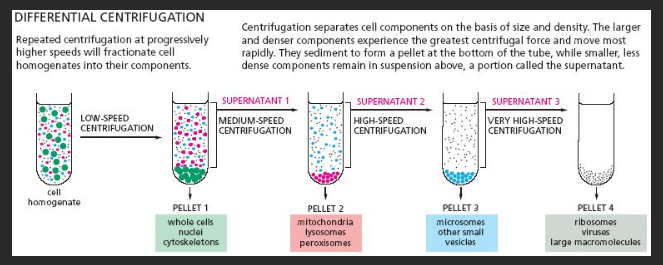 DIFFERENTIAL CENTRIFUGATION
Repeated centrifugation at progressively
higher speeds will fractionate cell
homogenates into their components.
Centrifugation separates cell components on the basis of size and density. The larger
and denser components experience the greatest centrifugal force and move most
rapidly. They sediment to form a pellet at the bottom of the tube, while smaller, less
dense components remain in suspension above, a portion called the supernatant.
cell
homogenate
LOW-SPEED
CENTRIFUGATION
PELLET 1
whole cells
nuclei
cytoskeletons
SUPERNATANT 1
MEDIUM-SPEED
CENTRIFUGATION
PELLET 2
mitochondria
lysosomes
peroxisomes
SUPERNATANT 2
HIGH-SPEED
CENTRIFUGATION
PELLET 3
microsomes
other small
vesicles
SUPERNATANT 3
VERY HIGH-SPEED
CENTRIFUGATION
PELLET 4
ribosomes
viruses
large macromolecules